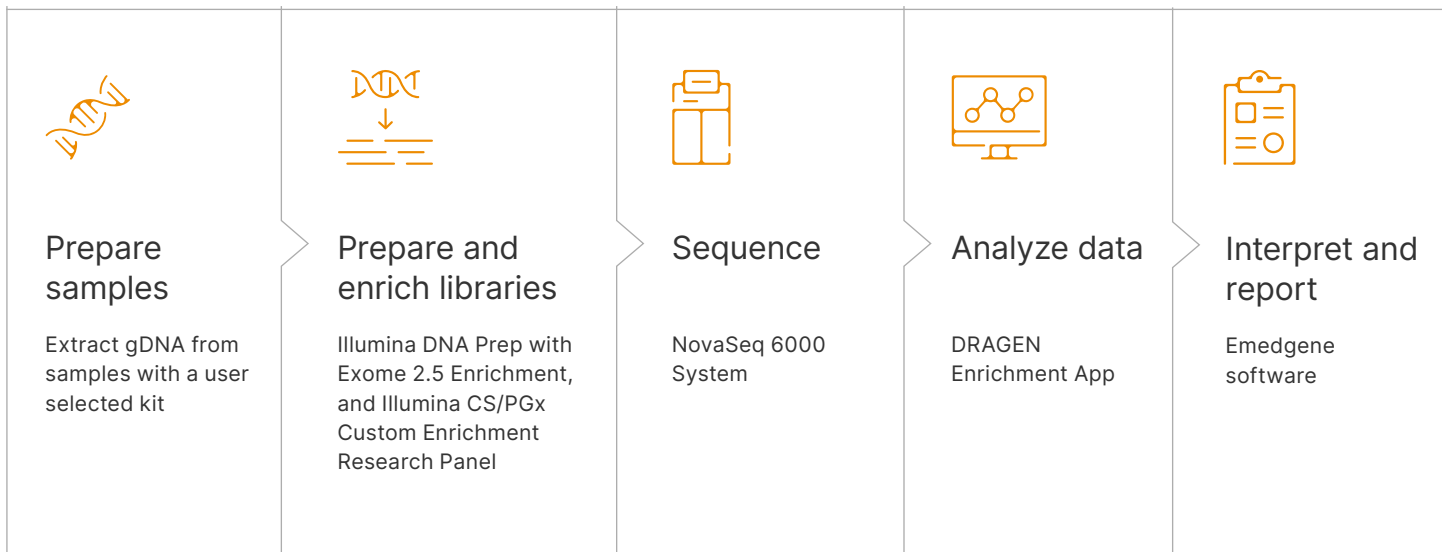 Prepare
samples
Extract gDNA from
samples with a user
selected kit
Prepare and
enrich libraries
Illumina DNA Prep with
Exome 2.5 Enrichment,
and Illumina CS/PGx
Custom Enrichment
Research Panel
Sequence
NovaSeq 6000
System
Analyze data
DRAGEN
Enrichment App
Interpret and
report
Emedgene
software